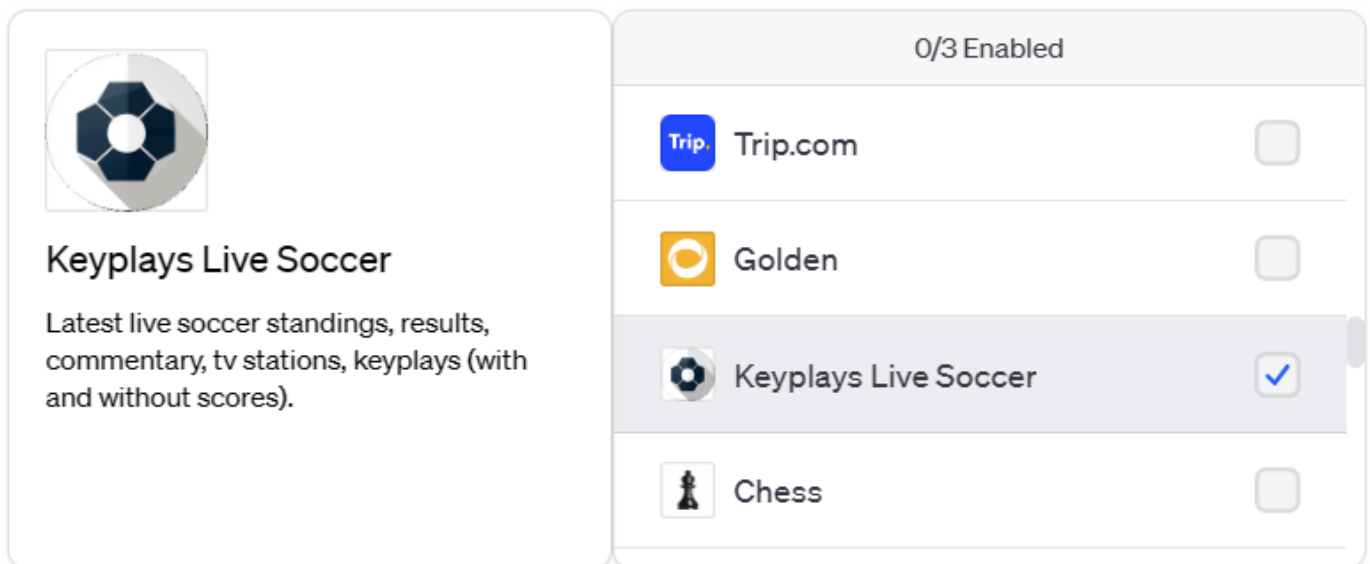 Keyplays Live Soccer
Latest live soccer standings, results,
commentary, tv stations, keyplays (with
and without scores).
0/3 Enabled
Trip. Trip.com
Golden
Keyplays Live Soccer
Chess